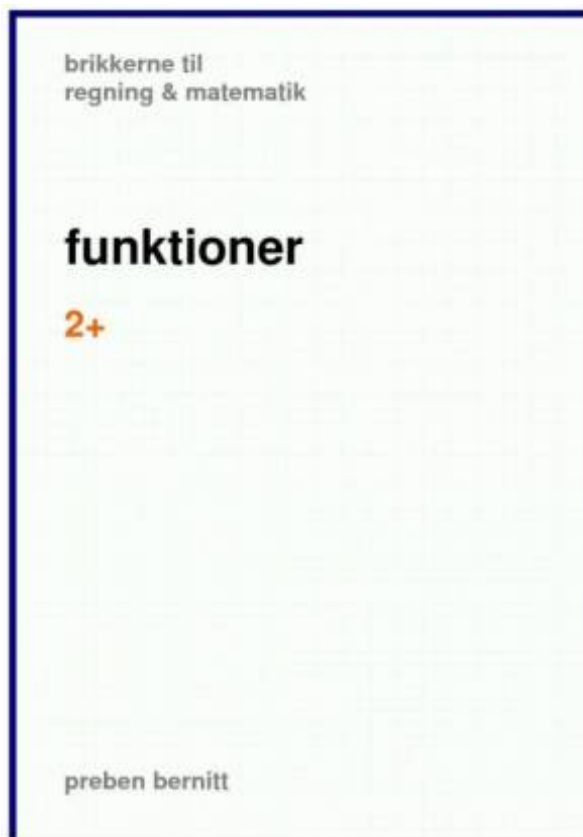 brikkerne til
regning & matematik
funktioner
2+
preben bernitt